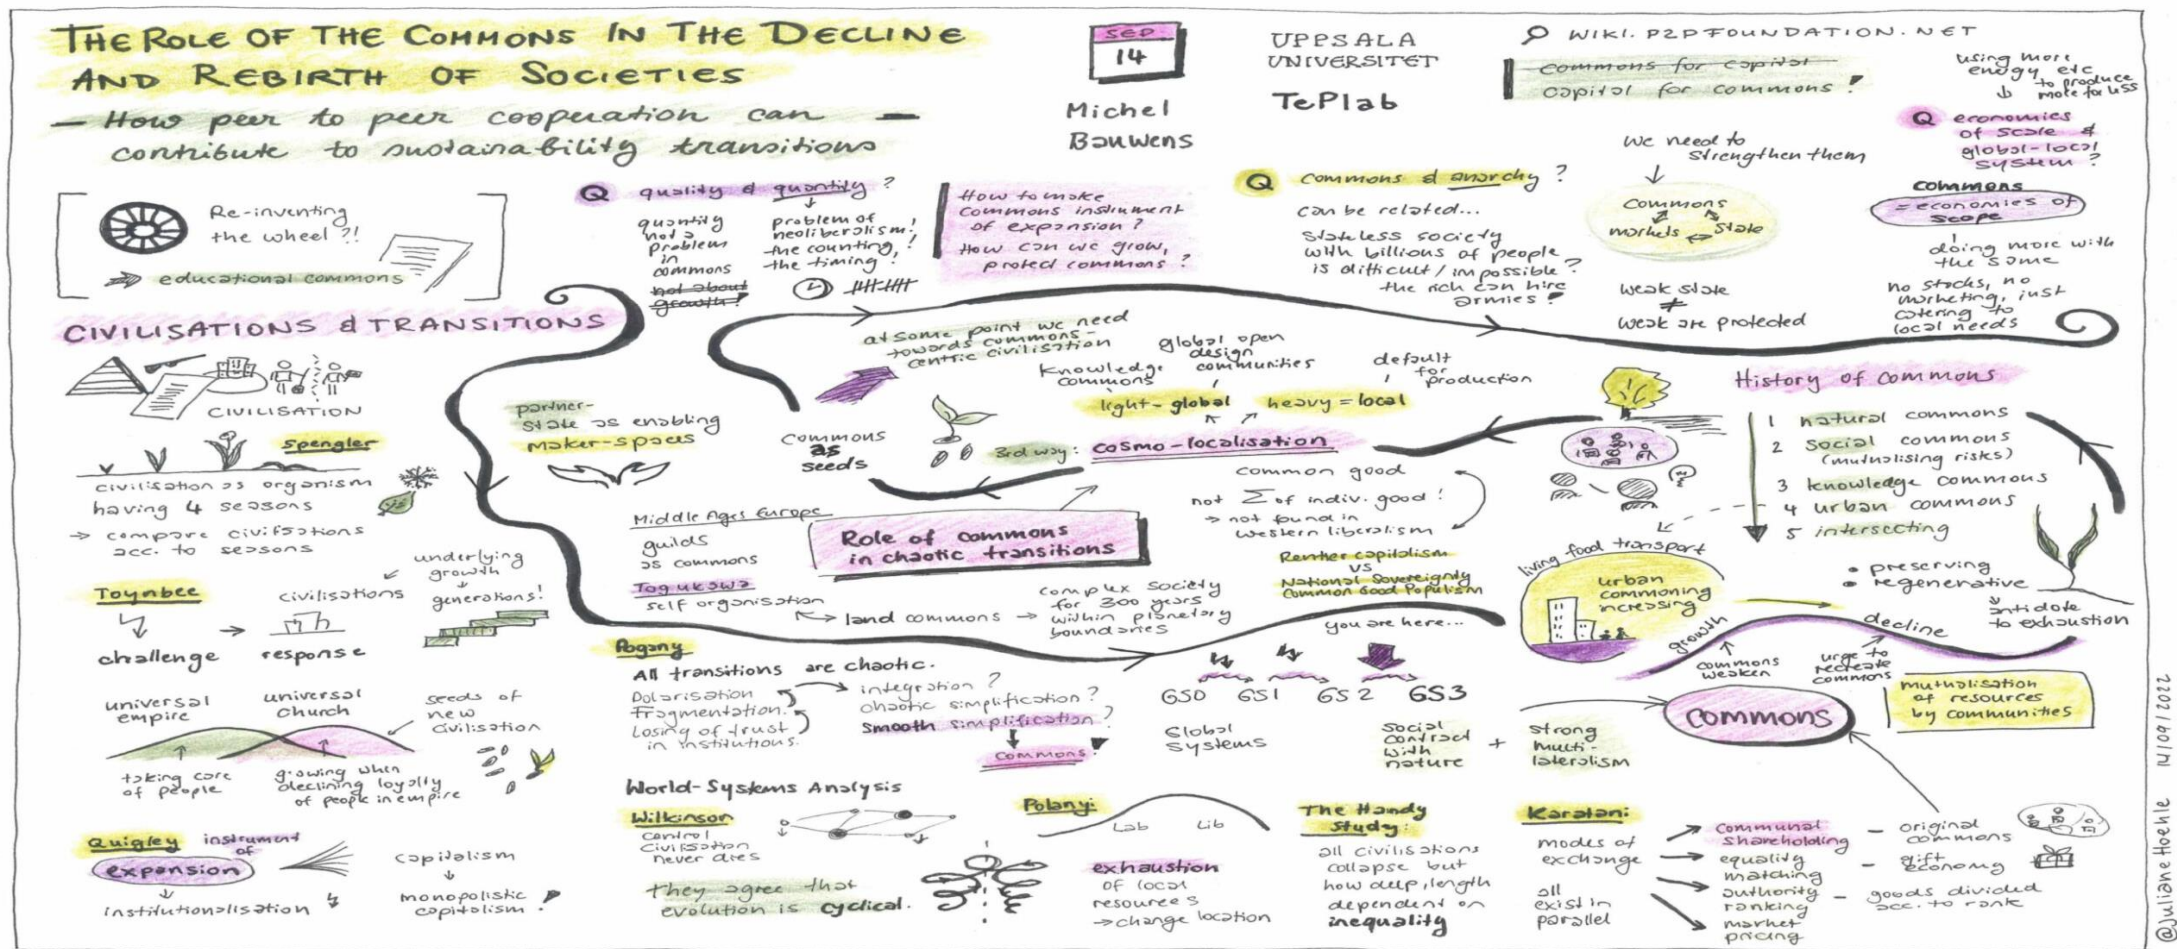 THE ROLE OF THE COMMONS IN THE DECLINE
AND REBIRTH OF SOCIETIES
— How peer to peer cooperation can —
contribute to sustainability transitions
SEP
14
Michel
Bauwens
UPPSALA
UNIVERSITET
TePlab
WIKI.P2PFOUNDATION.NET
commons for capital
capital for commons!
using more
energy etc
to produce
more for less
Q economies
of scale &
global-local
system?
commons
= economies of
scope
doing more with
the same
no stocks, no
marketing, just
catering to
local needs
Re-inventing
the wheel?!
educational commons
Q quality & quantity?
quantity
not a
problem
in
commons
not about
growth!
problem of
neoliberalism!
the counting,!
the timing!
How to make
commons instrument
of expansion?
How can we grow,
protect commons?
Q commons & anarchy?
can be related...
stateless society
with billions of people
is difficult/impossible?
the rich can hire
armies!
we need to
strengthen them
commons
markets
state
weak state
≠
weak are protected
CIVILISATIONS & TRANSITIONS
CIVILISATION
Spengler
civilisation as organism
having 4 seasons
→ compare civilisations
acc. to seasons
Toynbee
challenge
→
response
civilisations
underlying
growth
generations!
universal
empire
universal
church
seeds of
new
civilisation
taking care
of people
growing when
declining loyalty
of people in empire
Quigley
instrument
of
expansion
institutionalisation
capitalism
monopolistic
capitalism!
at some point we need
towards commons-
centric civilisation
partner-
state as enabling
maker-spaces
commons
as
seeds
knowledge
commons
global open
design
communities
default
for
production
light-global
heavy=local
3rd way: cosmo-localisation
common good
not Σ of indiv. good!
→ not found in
western liberalism
Role of commons
in chaotic transitions
Middle Ages Europe
guilds
as commons
Togukawa
self organisation
land commons →
complex society
for 300 years
within planetary
boundaries
Rentier capitalism
vs
National Sovereignty
Common Good Populism
you are here...
GS0 GS1 GS2 GS3
Global
Systems
Social
contract
with
nature
+
strong
multi-
lateralism
Pogany
All transitions are chaotic.
Polarisation
Fragmentation.
Losing of trust
in institutions.
integration?
chaotic simplification?
smooth simplification?
commons!
World-Systems Analysis
Wilkinson
central
civilisation
never dies
they agree that
evolution is cyclical.
Polany:
Lab
Lib
exhaustion
of local
resources
→ change location
The Handy
Study:
all civilisations
collapse but
how deep, length
dependent on
inequality
Karatani:
modes of
exchange
all
exist in
parallel
communal
shareholding
equality
matching
authority
ranking
market
pricing
– original
commons
– gift
economy
– goods divided
acc. to rank
History of commons
1 natural commons
2 social commons
(mutualising risks)
3 knowledge commons
4 urban commons
5 intersecting
living food transport
urban
commoning
increasing
• preserving
• regenerative
antidote
to exhaustion
growth
decline
commons
weaken
urge to
recreate
commons
commons
mutualisation
of resources
by communities
@JulianeHoehle 14/09/2022